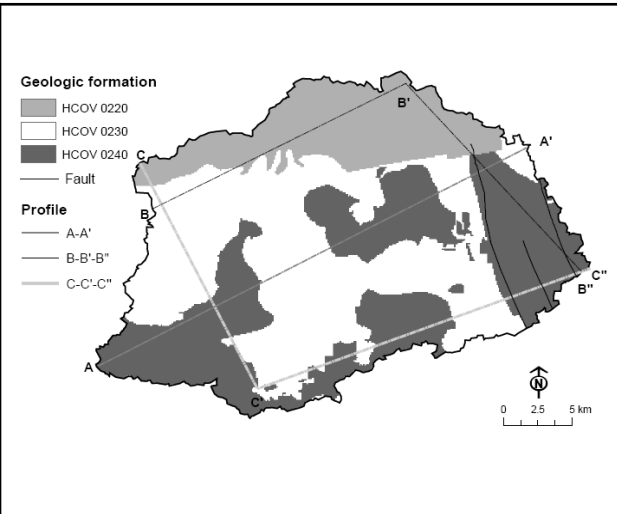 Geologic formation
HCOV 0220
HCOV 0230
HCOV 0240
Fault
Profile
A-A'
B-B'-B"
C-C'-C"
B'
A'
C
B
C"
B"
A
C'
N
0 2.5 5 km